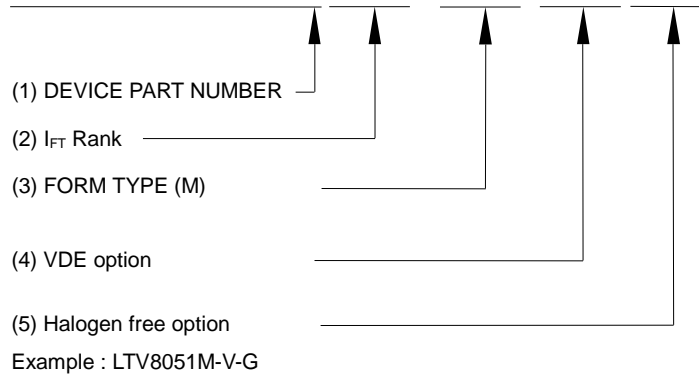 (1) DEVICE PART NUMBER
(2) IFT Rank
(3) FORM TYPE (M)
(4) VDE option
(5) Halogen free option
Example : LTV8051M-V-G